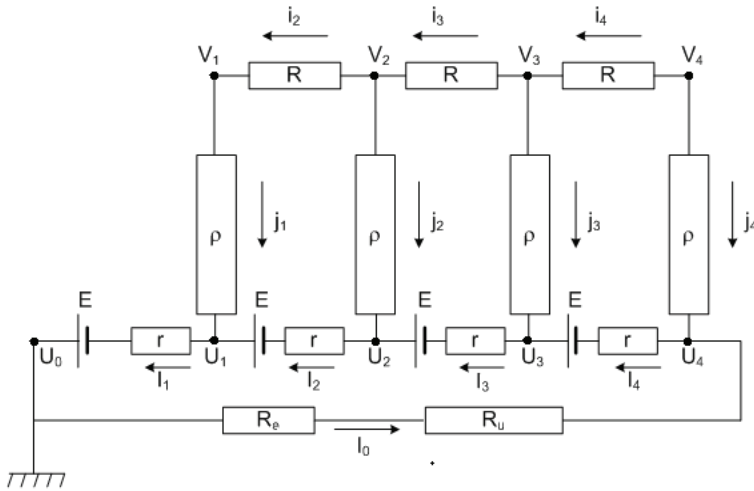 i₂ i₃ i₄
V₁ V₂ V₃ V₄
R R R
ρ j₁ ρ j₂ ρ j₃ ρ j₄
E E E E
r r r r
U₀ U₁ U₂ U₃ U₄
I₁ I₂ I₃ I₄
Rₑ Rᵤ
I₀